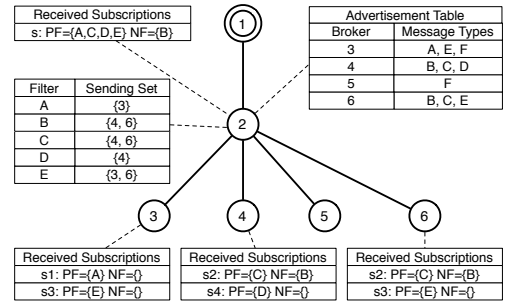 Received Subscriptions
s: PF={A,C,D,E} NF={B}
1
Advertisement Table
Broker Message Types
3 A, E, F
4 B, C, D
5 F
6 B, C, E
Filter Sending Set
A {3}
B {4, 6}
C {4, 6}
D {4}
E {3, 6}
2
3
4
5
6
Received Subscriptions
s1: PF={A} NF={}
s3: PF={E} NF={}
Received Subscriptions
s2: PF={C} NF={B}
s4: PF={D} NF={}
Received Subscriptions
s2: PF={C} NF={B}
s3: PF={E} NF={}